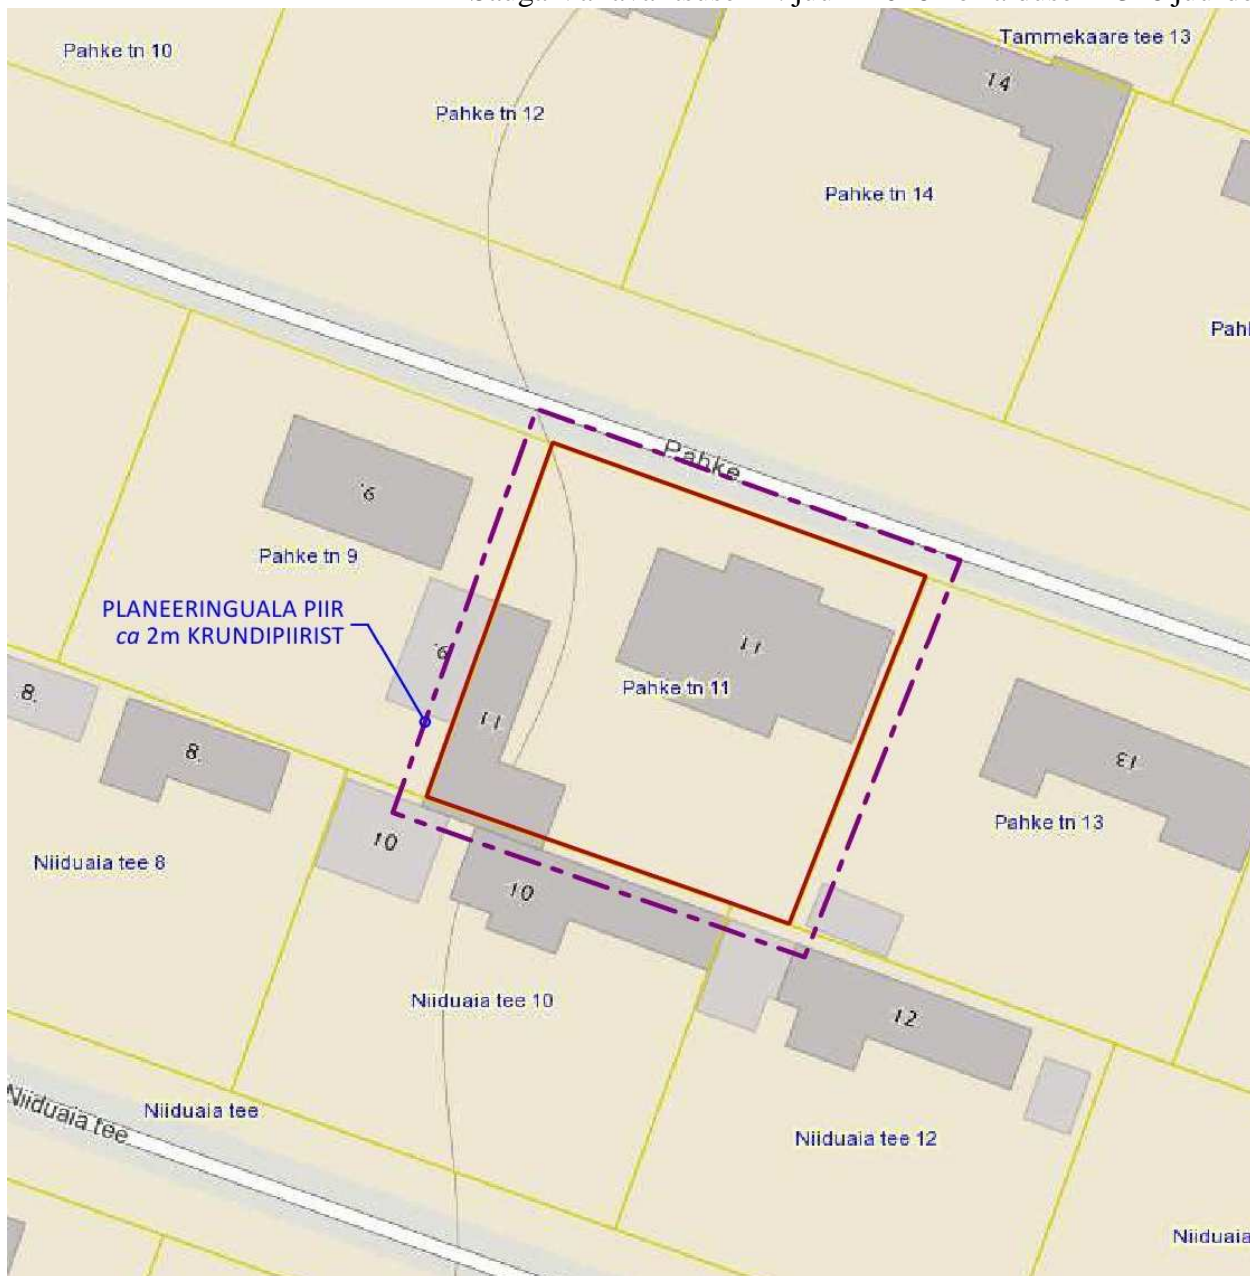 Pahke tn 10
Pahke tn 12
Tammekaare tee 13
14
Pahke tn 14
Pahke
9.
Pahke tn 9
PLANEERINGUALA PIIR
ca 2m KRUNDIPIIRIST
9.
11
11
Pahke tn 11
13
Pahke tn 13
8.
8.
Niiduaia tee 8
10
10
Niiduaia tee 10
12
Niiduaia tee 12
Niiduaia tee
Niiduaia tee
Niiduaia